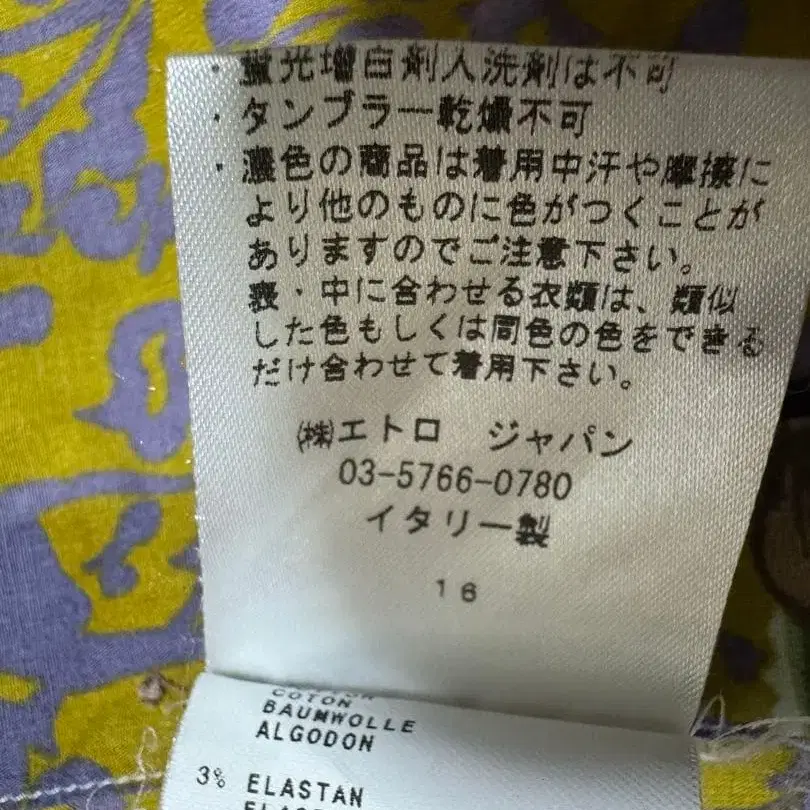 ・蛍光増白剤入洗剤は不可
・タンブラー乾燥不可
・濃色の商品は着用中汗や摩擦に
より他のものに色がつくことが
ありますのでご注意下さい。
表・中に合わせる衣類は、類似
した色もしくは同色の色をできる
だけ合わせて着用下さい。
㈱エトロ ジャパン
03-5766-0780
イタリー製
16
COTON
BAUMWOLLE
ALGODON
3% ELASTAN